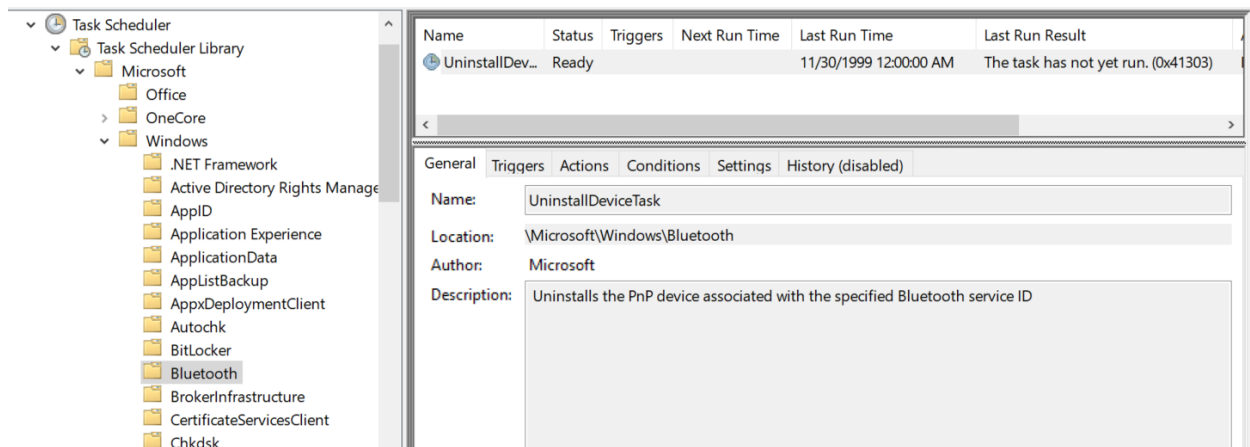 Task Scheduler
Task Scheduler Library
Microsoft
Office
OneCore
Windows
.NET Framework
Active Directory Rights Manage
AppID
Application Experience
ApplicationData
AppListBackup
AppxDeploymentClient
Autochk
BitLocker
Bluetooth
BrokerInfrastructure
CertificateServicesClient
Chkdsk
Name Status Triggers Next Run Time Last Run Time Last Run Result
UninstallDev... Ready 11/30/1999 12:00:00 AM The task has not yet run. (0x41303)
General Triggers Actions Conditions Settings History (disabled)
Name: UninstallDeviceTask
Location: \Microsoft\Windows\Bluetooth
Author: Microsoft
Description: Uninstalls the PnP device associated with the specified Bluetooth service ID